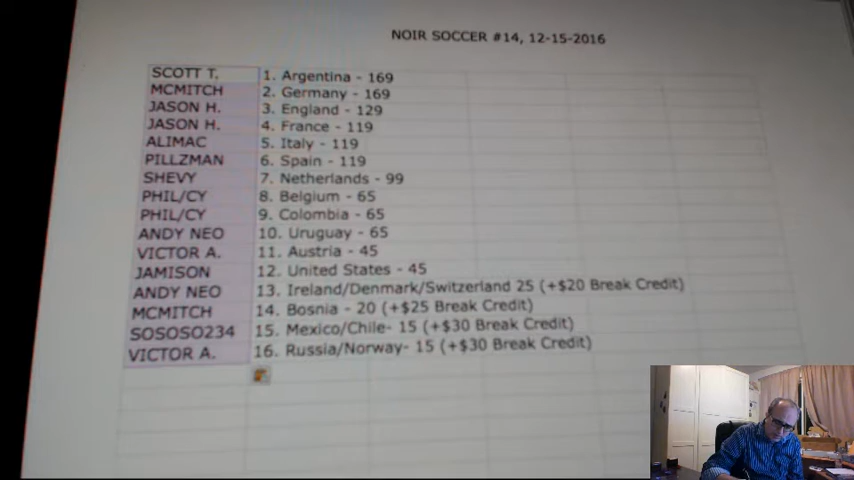 NOIR SOCCER #14, 12-15-2016
SCOTT T. 1. Argentina - 169
MCMITCH 2. Germany - 169
JASON H. 3. England - 129
JASON H. 4. France - 119
ALIMAC 5. Italy - 119
PILLZMAN 6. Spain - 119
SHEVY 7. Netherlands - 99
PHIL/CY 8. Belgium - 65
PHIL/CY 9. Colombia - 65
ANDY NEO 10. Uruguay - 65
VICTOR A. 11. Austria - 45
JAMISON 12. United States - 45
ANDY NEO 13. Ireland/Denmark/Switzerland 25 (+$20 Break Credit)
MCMITCH 14. Bosnia - 20 (+$25 Break Credit)
SOSOSO234 15. Mexico/Chile- 15 (+$30 Break Credit)
VICTOR A. 16. Russia/Norway- 15 (+$30 Break Credit)